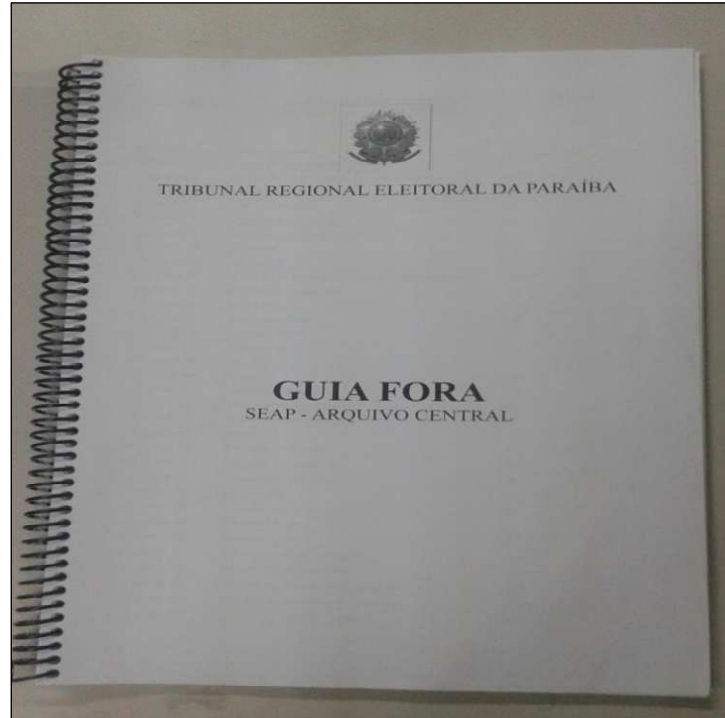 TRIBUNAL REGIONAL ELEITORAL DA PARAÍBA
GUIA FORA
SEAP - ARQUIVO CENTRAL